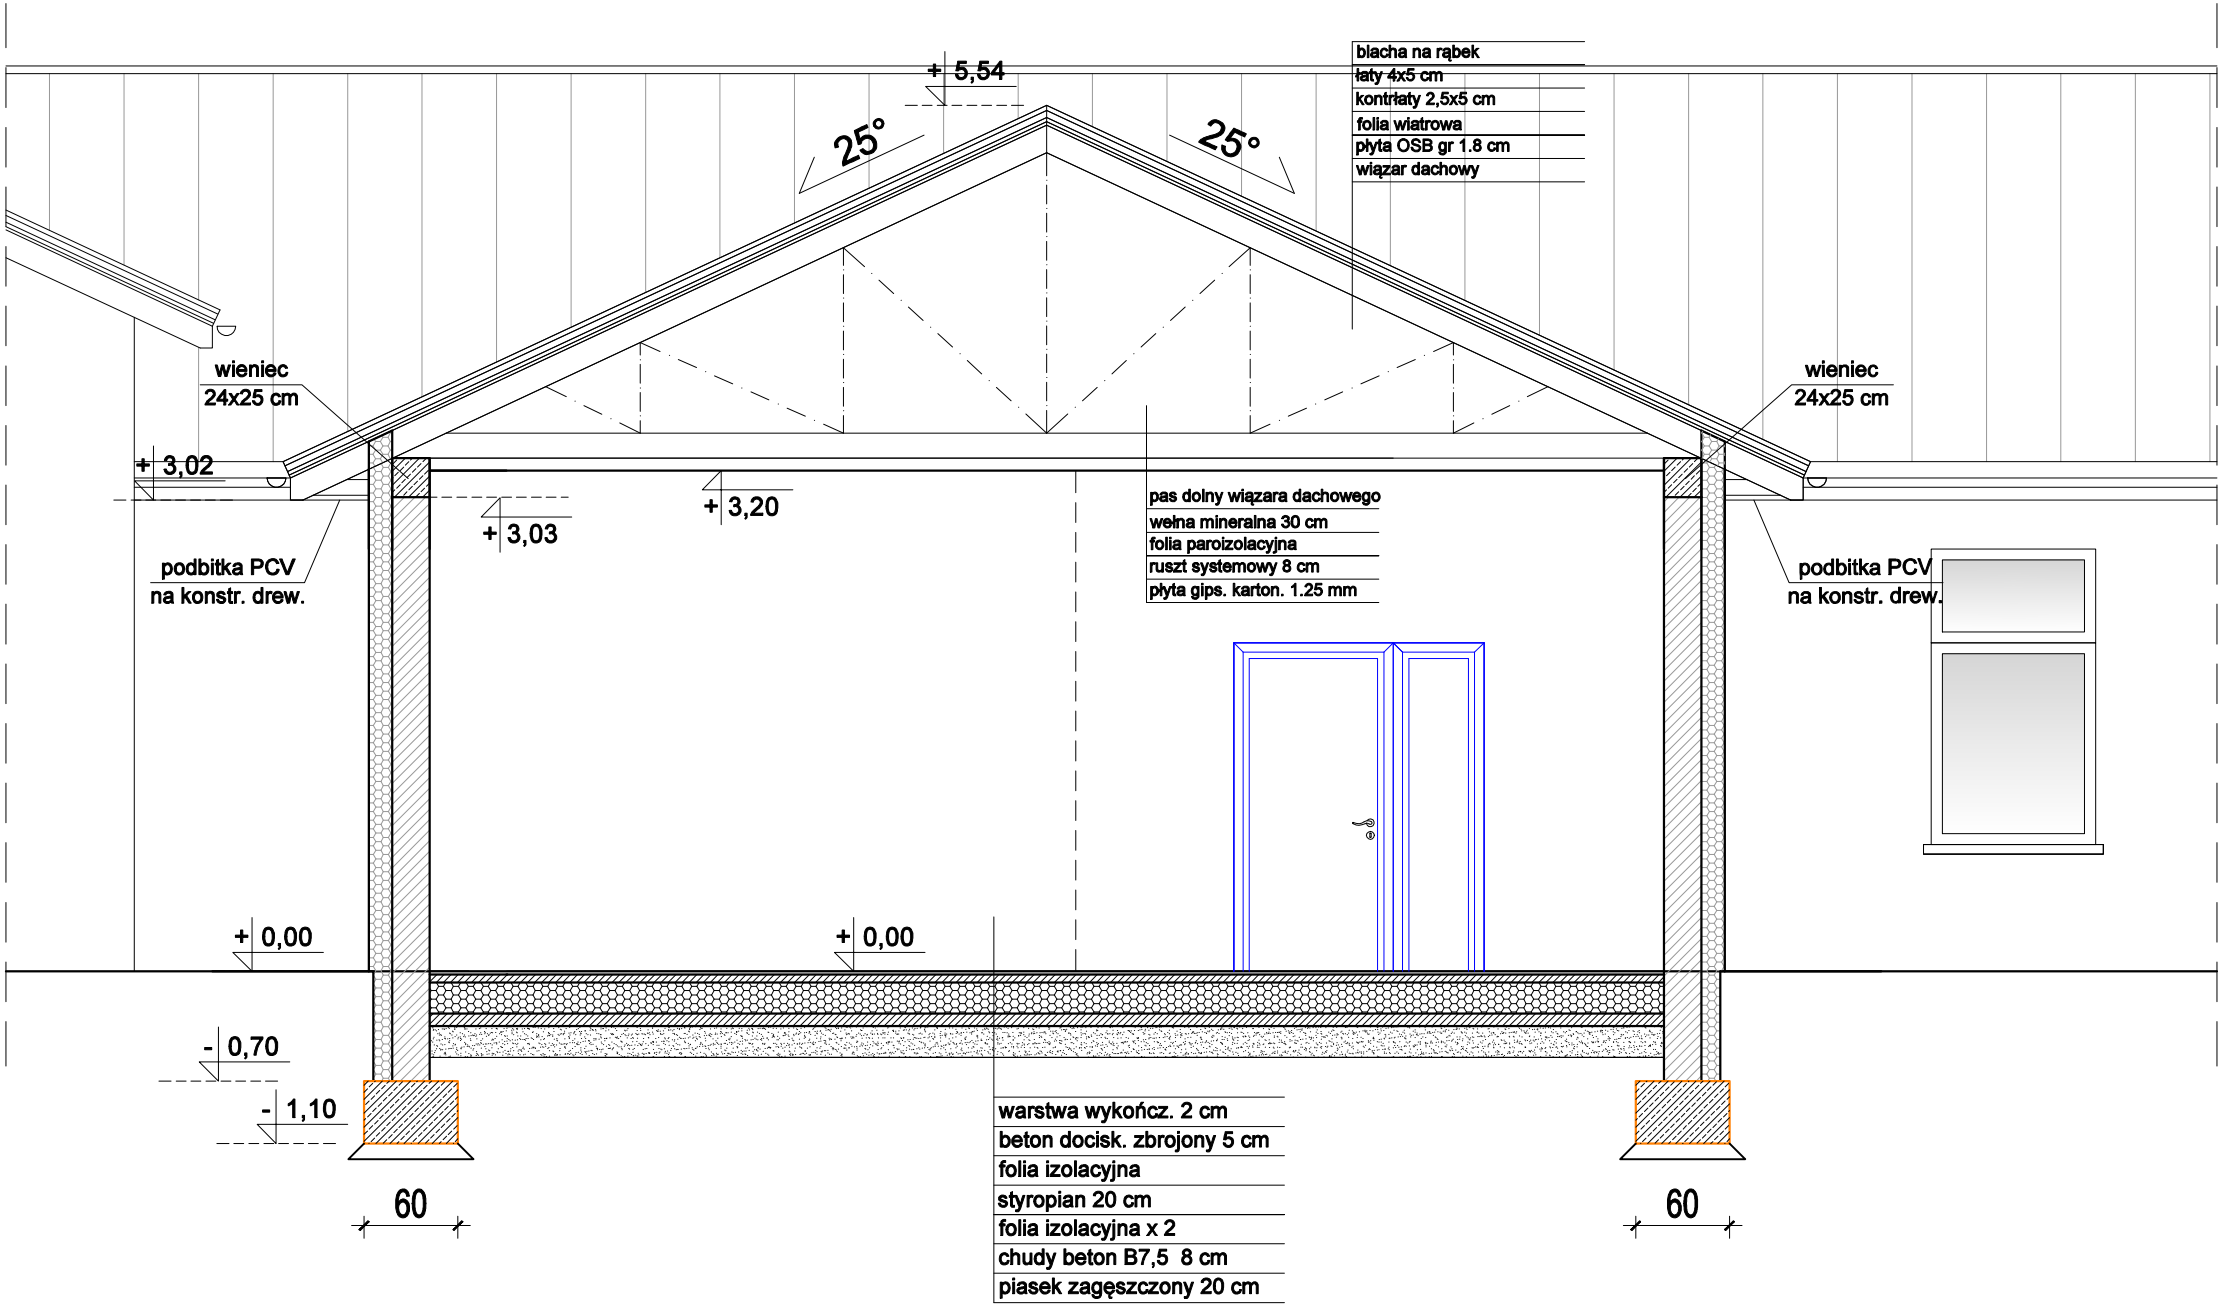 + 5,54
25°
25°
blacha na rąbek
łaty 4x5 cm
kontrłaty 2,5x5 cm
folia wiatrowa
płyta OSB gr 1.8 cm
wiązar dachowy
wieniec
24x25 cm
wieniec
24x25 cm
+ 3,02
+ 3,03
+ 3,20
pas dolny wiązara dachowego
wełna mineralna 30 cm
folia paroizolacyjna
ruszt systemowy 8 cm
płyta gips. karton. 1.25 mm
podbitka PCV
na konstr. drew.
podbitka PCV
na konstr. drew.
+ 0,00
+ 0,00
- 0,70
- 1,10
warstwa wykończ. 2 cm
beton docisk. zbrojony 5 cm
folia izolacyjna
styropian 20 cm
folia izolacyjna x 2
chudy beton B7,5  8 cm
piasek zagęszczony 20 cm
60
60